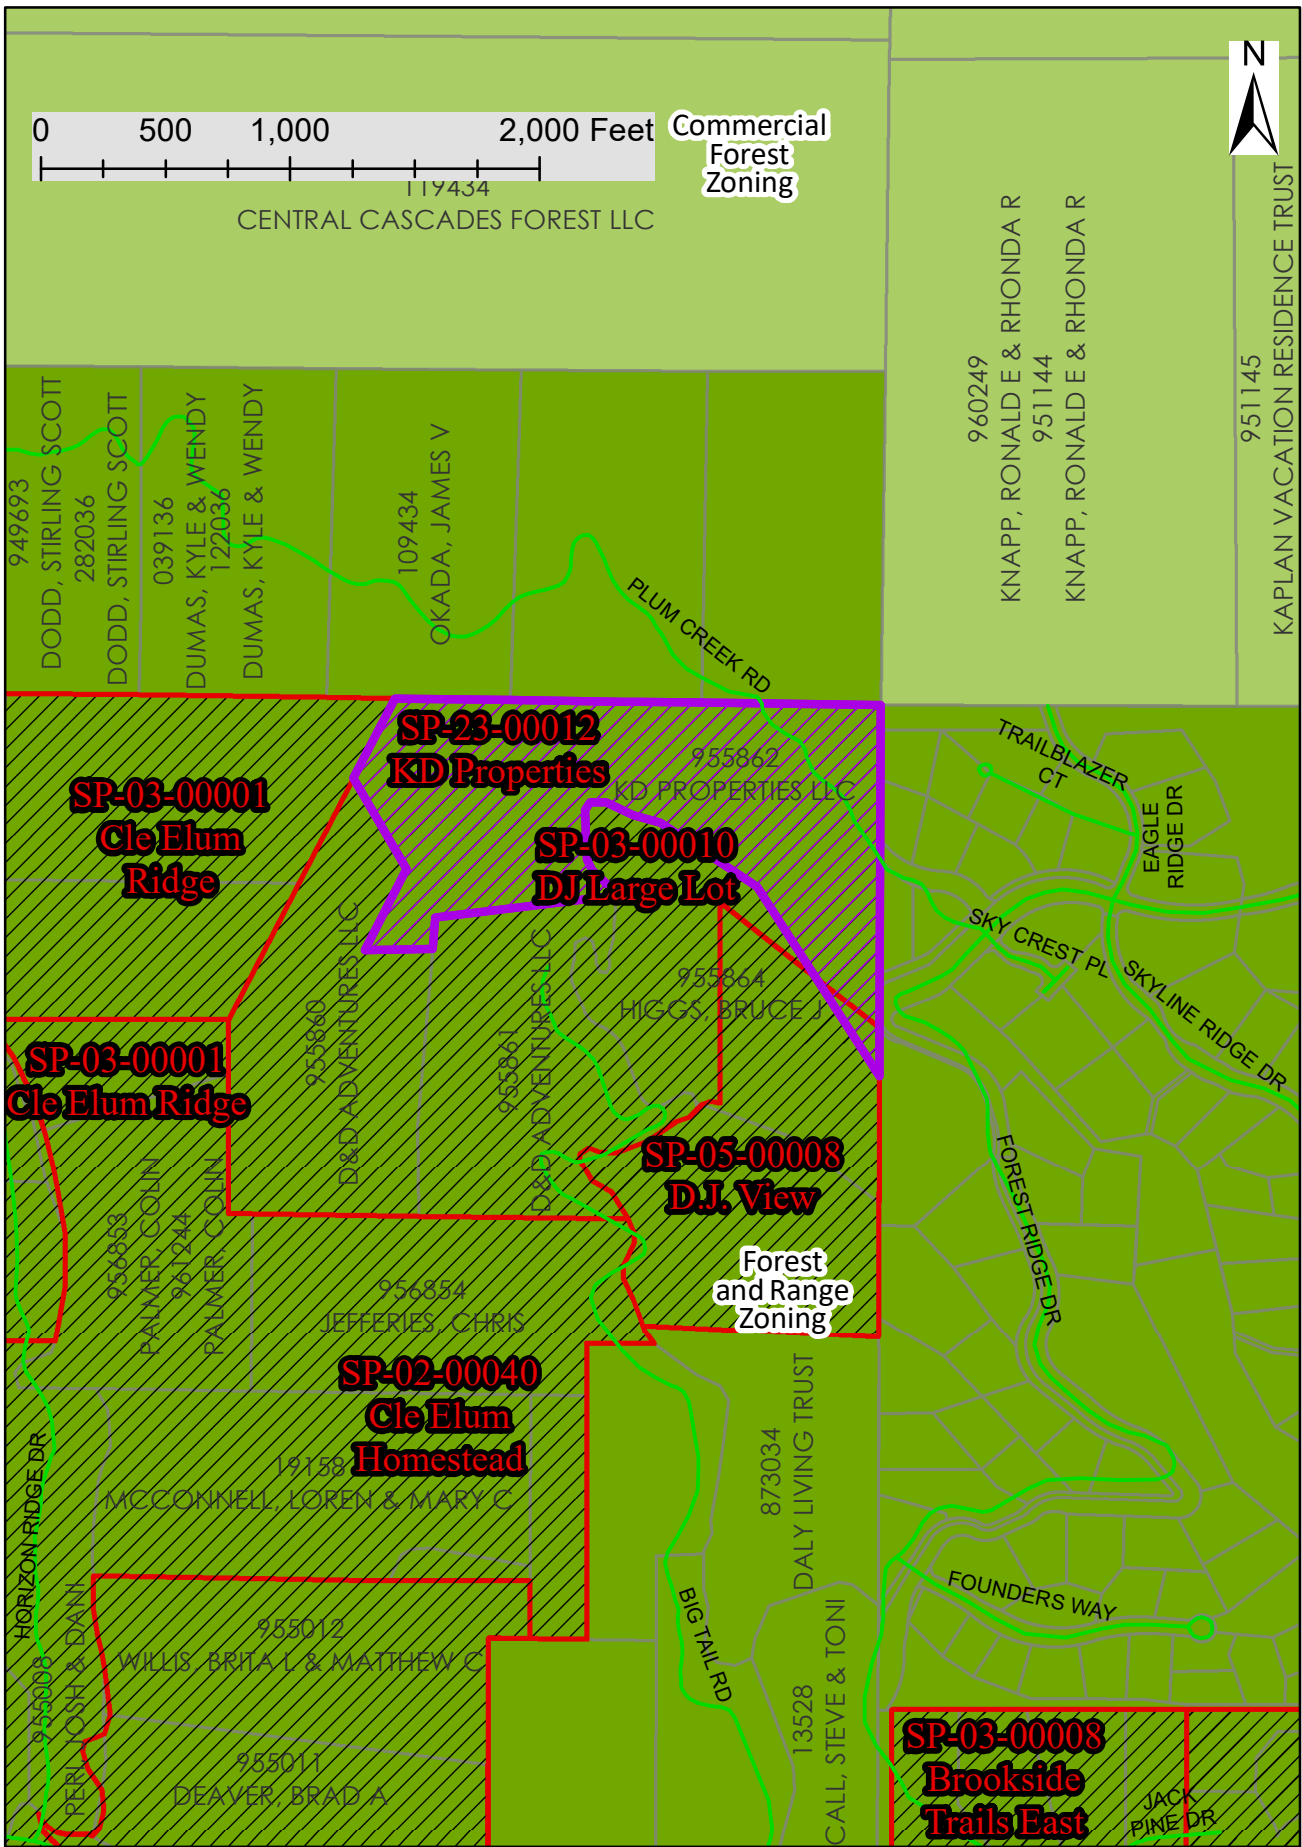 N
0 500 1,000 2,000 Feet
Commercial
Forest
Zoning
119434
CENTRAL CASCADES FOREST LLC
960249
KNAPP, RONALD E & RHONDA R
951144
KNAPP, RONALD E & RHONDA R
951145
KAPLAN VACATION RESIDENCE TRUST
949693
DODD, STIRLING SCOTT
282036
DODD, STIRLING SCOTT
039136
DUMAS, KYLE & WENDY
122036
DUMAS, KYLE & WENDY
109434
OKADA, JAMES V
PLUM CREEK RD
SP-23-00012
KD Properties
955862
KD PROPERTIES LLC
SP-03-00001
Cle Elum
Ridge
SP-03-00010
DJ Large Lot
TRAILBLAZER
CT
EAGLE
RIDGE DR
SKY CREST PL
SKYLINE RIDGE DR
955860
D&D ADVENTURES LLC
955861
D&D ADVENTURES LLC
955864
HIGGS, BRUCE J
SP-03-00001
Cle Elum Ridge
SP-05-00008
D.J. View
FOREST RIDGE DR
956853
PALMER, COLIN
961244
PALMER, COLIN
956854
JEFFERIES, CHRIS
Forest
and Range
Zoning
SP-02-00040
Cle Elum
Homestead
19158
MCCONNELL, LOREN & MARY C
873034
DALY LIVING TRUST
HORIZON RIDGE DR
FOUNDERS WAY
BIG TAIL RD
955012
WILLIS, BRITA L & MATTHEW C
955008
PERI, JOSH & DANI
13528
CALL, STEVE & TONI
955011
DEAVER, BRAD A
SP-03-00008
Brookside
Trails East
JACK
PINE DR